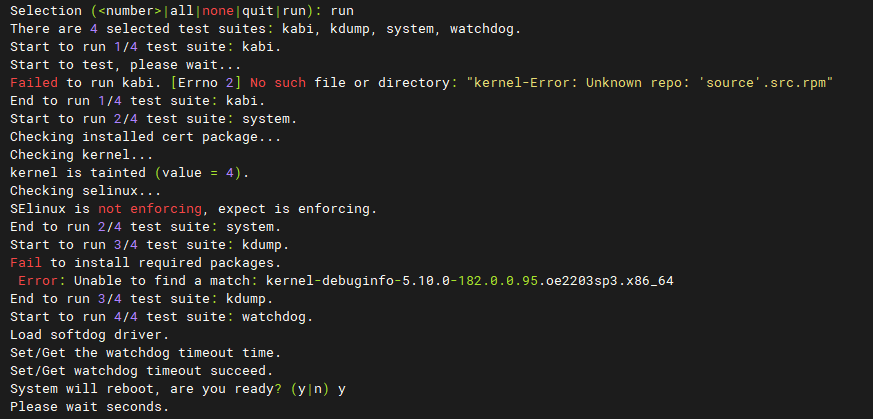 Selection (<number>|all|none|quit|run): run
There are 4 selected test suites: kabi, kdump, system, watchdog.
Start to run 1/4 test suite: kabi.
Start to test, please wait...
Failed to run kabi. [Errno 2] No such file or directory: "kernel-Error: Unknown repo: 'source'.src.rpm"
End to run 1/4 test suite: kabi.
Start to run 2/4 test suite: system.
Checking installed cert package...
Checking kernel...
kernel is tainted (value = 4).
Checking selinux...
SElinux is not enforcing, expect is enforcing.
End to run 2/4 test suite: system.
Start to run 3/4 test suite: kdump.
Fail to install required packages.
Error: Unable to find a match: kernel-debuginfo-5.10.0-182.0.0.95.oe2203sp3.x86_64
End to run 3/4 test suite: kdump.
Start to run 4/4 test suite: watchdog.
Load softdog driver.
Set/Get the watchdog timeout time.
Set/Get watchdog timeout succeed.
System will reboot, are you ready? (y|n) y
Please wait seconds.